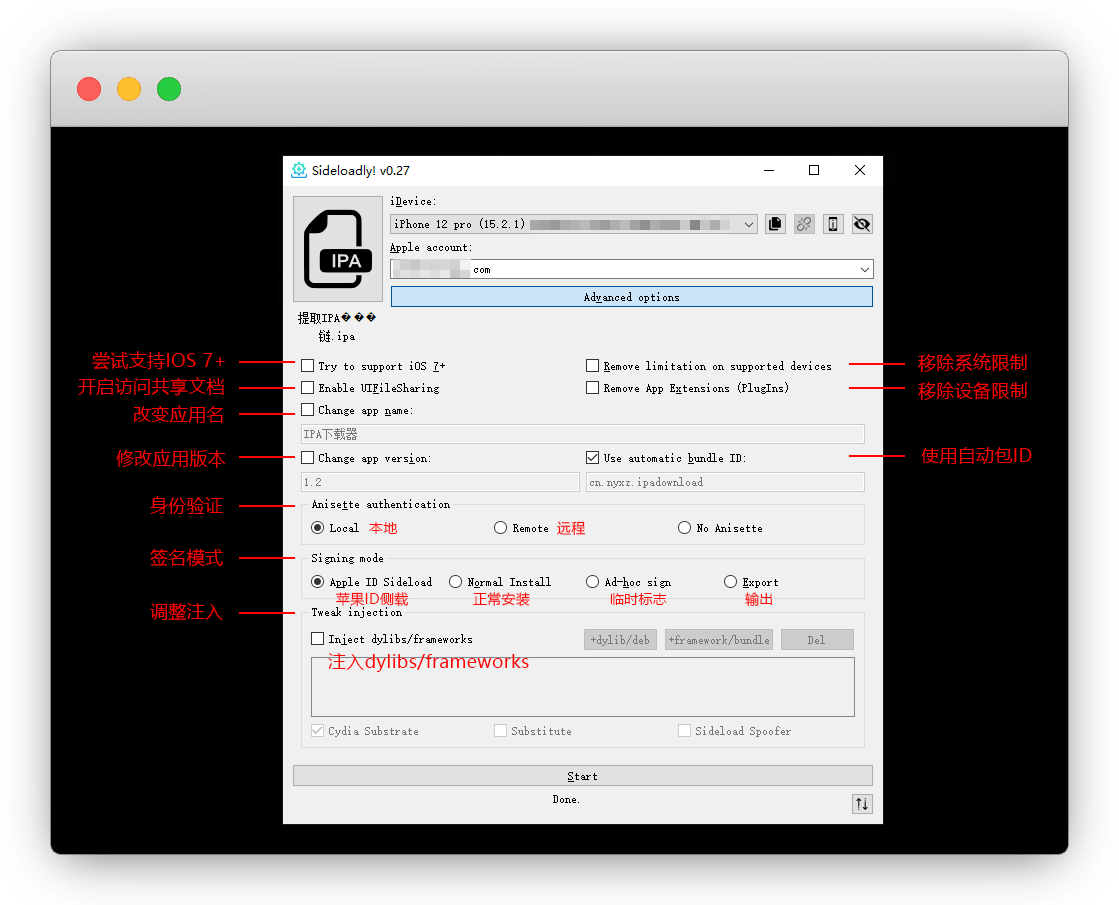 Sideloadly! v0.27
iDevice:
iPhone 12 pro (15.2.1)
Apple account:
com
Advanced options
IPA
提取IPA���
链.ipa
尝试支持IOS 7+
Try to support iOS 7+
Remove limitation on supported devices
移除系统限制
开启访问共享文档
Enable UIFileSharing
Remove App Extensions (PlugIns)
移除设备限制
改变应用名
Change app name:
IPA下载器
修改应用版本
Change app version:
Use automatic bundle ID:
使用自动包ID
1.2
cn.nyxz.ipadownload
身份验证
Anisette authentication
Local 本地
Remote 远程
No Anisette
签名模式
Signing mode
Apple ID Sideload
Normal Install
Ad-hoc sign
Export
苹果ID侧载
正常安装
临时标志
输出
调整注入
Tweak injection
Inject dylibs/frameworks
+dylib/deb
+framework/bundle
Del
注入dylibs/frameworks
Cydia Substrate
Substitute
Sideload Spoofer
Start
Done.